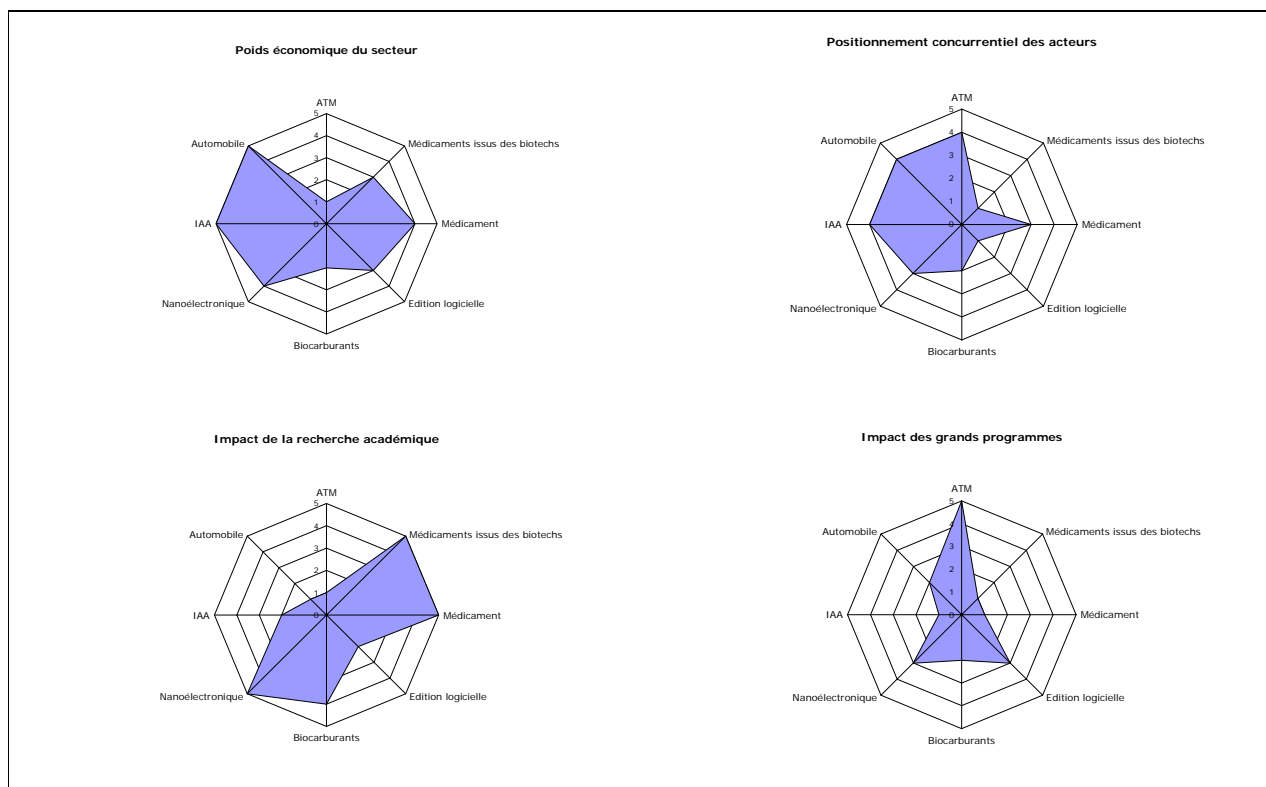 Poids économique du secteur
ATM
5
Automobile
4
Médicaments issus des biotechs
3
2
1
IAA
0
Médicament
Nanoélectronique
Edition logicielle
Biocarburants
Positionnement concurrentiel des acteurs
ATM
5
Automobile
4
Médicaments issus des biotechs
3
2
1
IAA
0
Médicament
Nanoélectronique
Edition logicielle
Biocarburants
Impact de la recherche académique
ATM
5
Automobile
4
Médicaments issus des biotechs
3
2
1
IAA
0
Médicament
Nanoélectronique
Edition logicielle
Biocarburants
Impact des grands programmes
ATM
5
Automobile
4
Médicaments issus des biotechs
3
2
1
IAA
0
Médicament
Nanoélectronique
Edition logicielle
Biocarburants